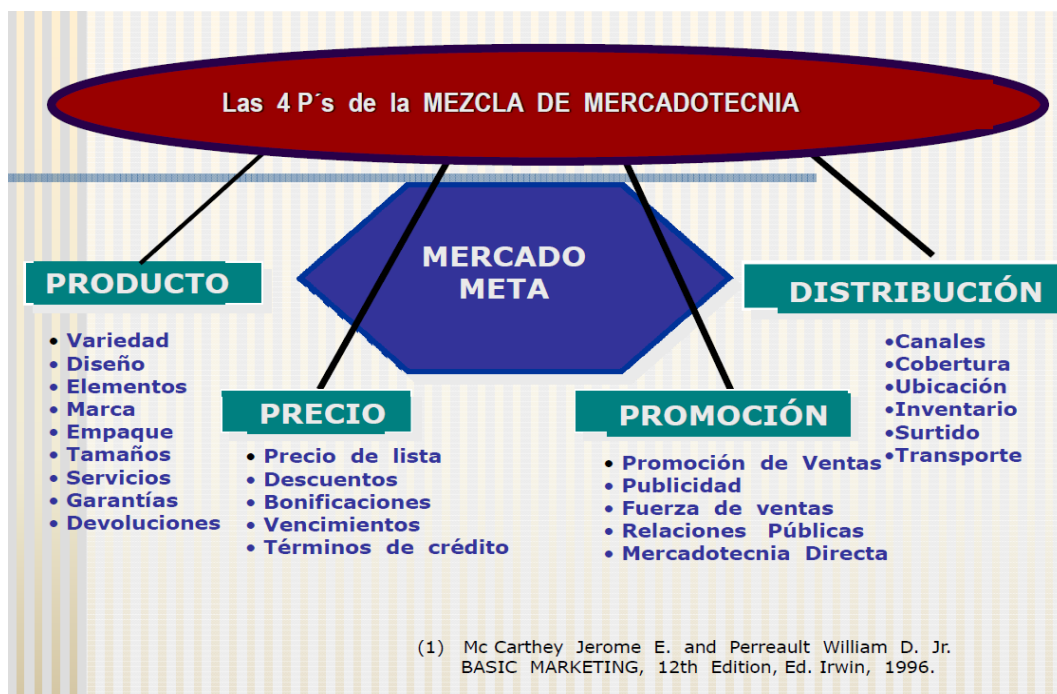 Las 4 P´s de la MEZCLA DE MERCADOTECNIA
MERCADO
META
PRODUCTO
• Variedad
• Diseño
• Elementos
• Marca
• Empaque
• Tamaños
• Servicios
• Garantías
• Devoluciones
PRECIO
• Precio de lista
• Descuentos
• Bonificaciones
• Vencimientos
• Términos de crédito
PROMOCIÓN
• Promoción de Ventas
• Publicidad
• Fuerza de ventas
• Relaciones Públicas
• Mercadotecnia Directa
DISTRIBUCIÓN
•Canales
•Cobertura
•Ubicación
•Inventario
•Surtido
•Transporte
(1) Mc Carthey Jerome E. and Perreault William D. Jr.
BASIC MARKETING, 12th Edition, Ed. Irwin, 1996.